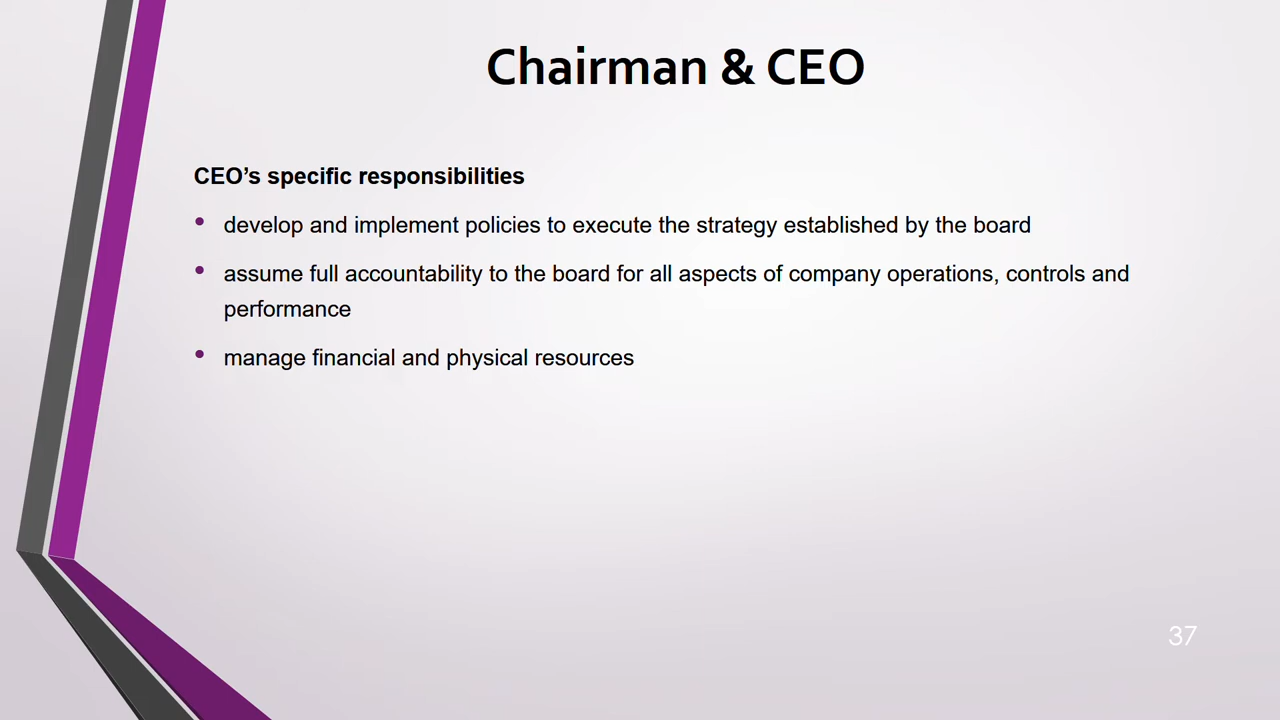 Chairman & CEO
CEO’s specific responsibilities
• develop and implement policies to execute the strategy established by the board
• assume full accountability to the board for all aspects of company operations, controls and
performance
• manage financial and physical resources
37